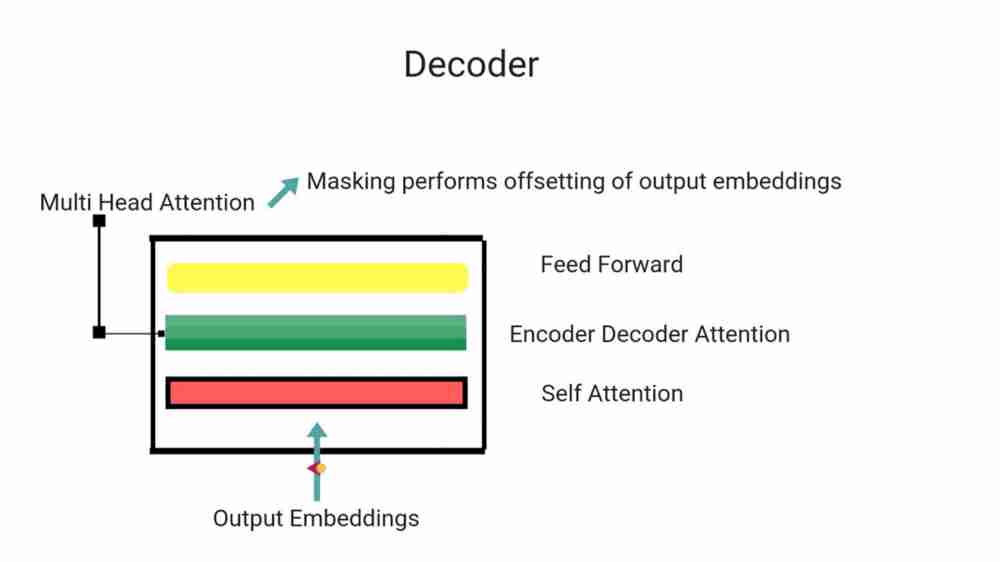 Decoder
Masking performs offsetting of output embeddings
Multi Head Attention
Feed Forward
Encoder Decoder Attention
Self Attention
Output Embeddings